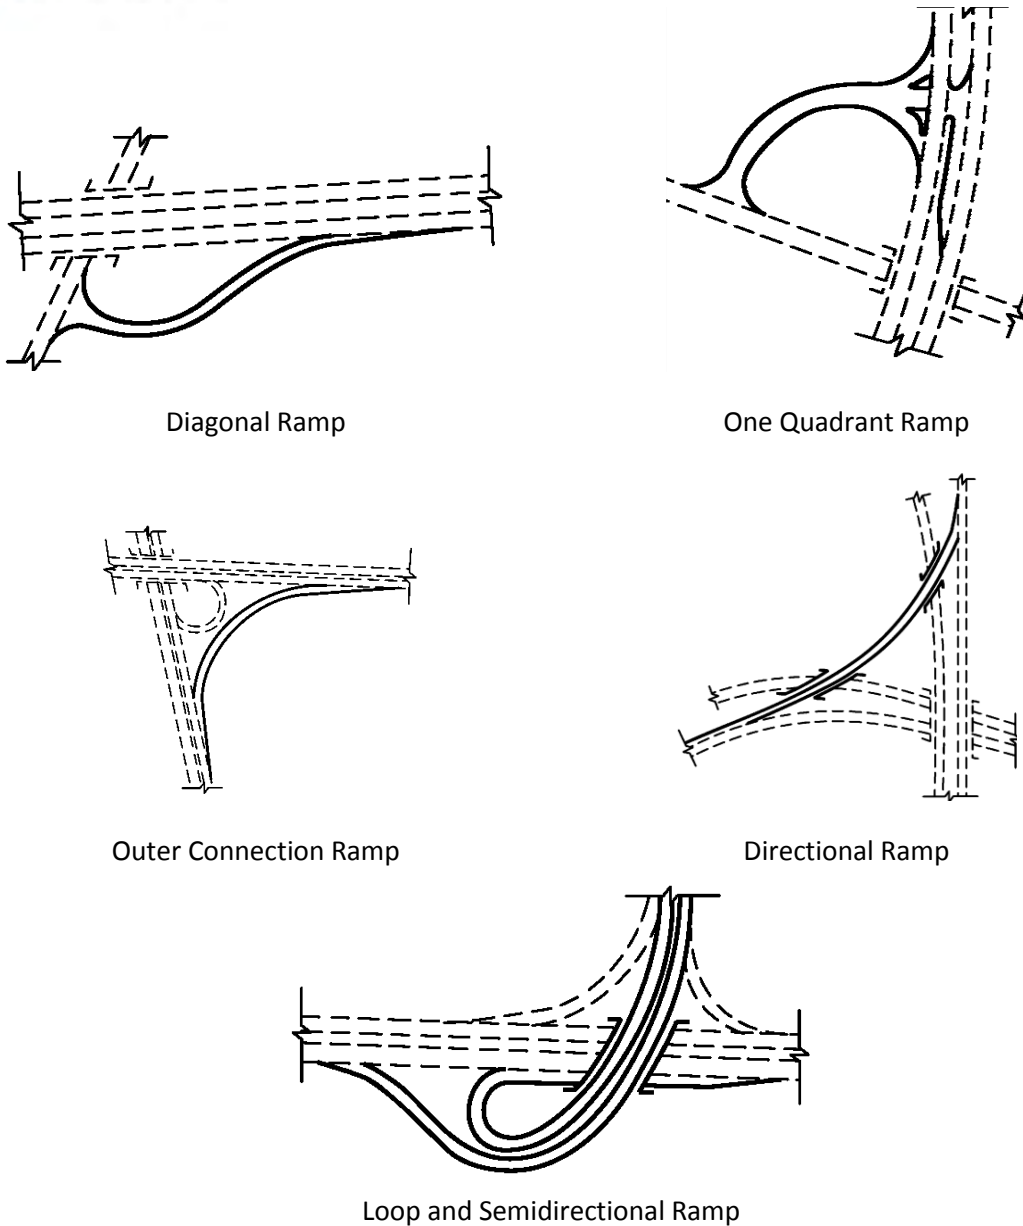 Diagonal Ramp
One Quadrant Ramp
Outer Connection Ramp
Directional Ramp
Loop and Semidirectional Ramp